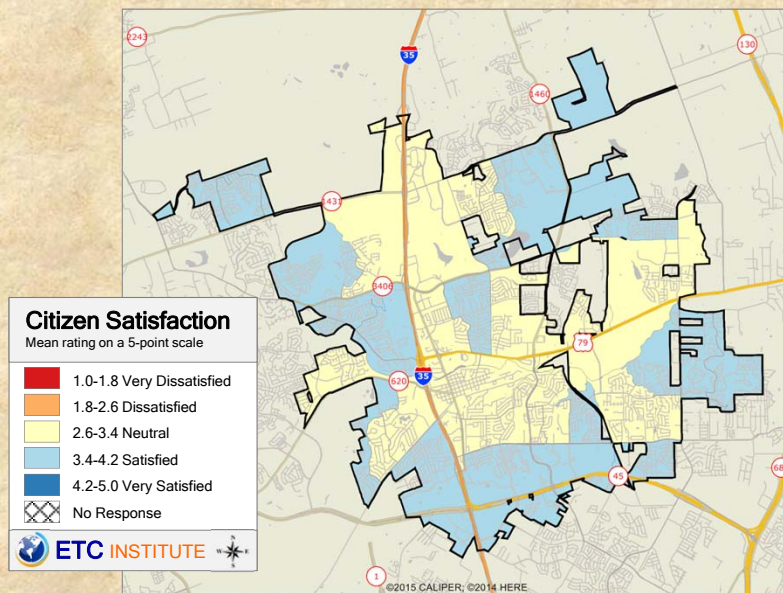 2243
35
130
1460
1431
3406
79
620
35
45
1
Citizen Satisfaction
Mean rating on a 5-point scale
1.0-1.8 Very Dissatisfied
1.8-2.6 Dissatisfied
2.6-3.4 Neutral
3.4-4.2 Satisfied
4.2-5.0 Very Satisfied
No Response
ETC INSTITUTE
W E
S
©2015 CALIPER; ©2014 HERE